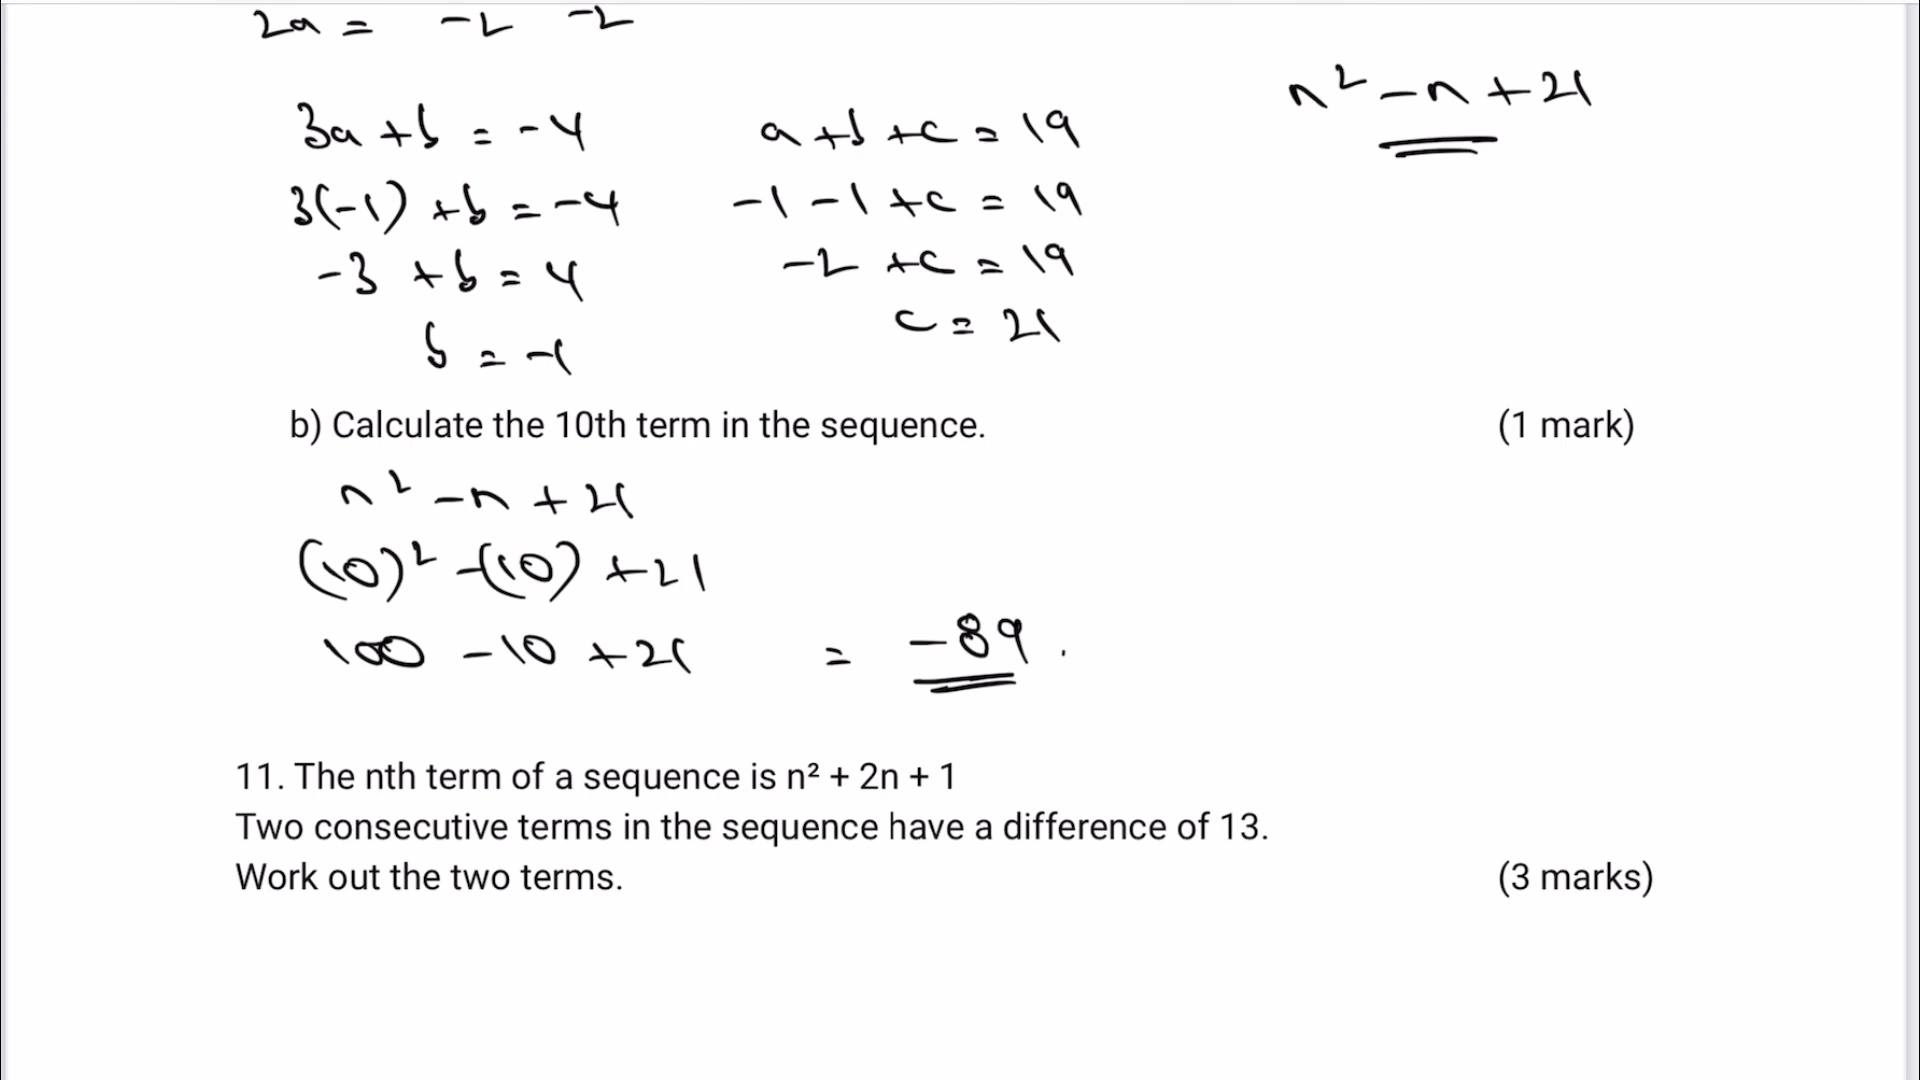 2a = -2 -2
n² - n + 21
3a + b = -4 a + b + c = 19
3(-1) + b = -4 -1 - 1 + c = 19
-3 + b = 4 -2 + c = 19
b = -1 c = 21
b) Calculate the 10th term in the sequence. (1 mark)
n² - n + 21
(10)² - (10) + 21
100 - 10 + 21 = -89.
11. The nth term of a sequence is n² + 2n + 1
Two consecutive terms in the sequence have a difference of 13.
Work out the two terms. (3 marks)